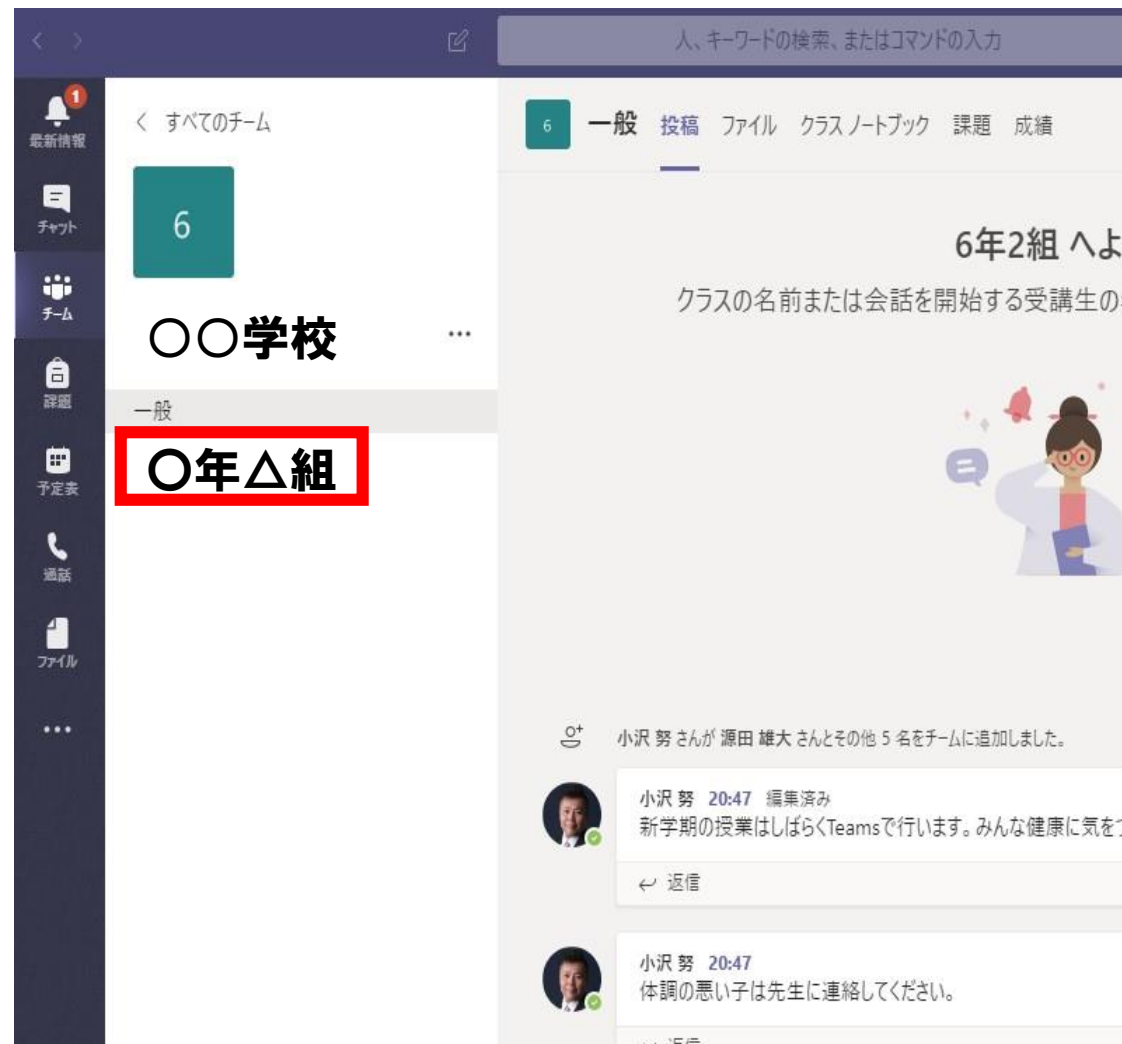 人、キーワードの検索、またはコマンドの入力
1
最新情報
チャット
チーム
課題
予定表
通話
ファイル
すべてのチーム
6
〇〇学校
一般
〇年△組
6
一般 投稿 ファイル クラス ノートブック 課題 成績
6年2組 へよ
クラスの名前または会話を開始する受講生の
小沢 努 さんが 源田 雄大 さんとその他 5 名をチームに追加しました。
小沢 努 20:47 編集済み
新学期の授業はしばらくTeamsで行います。みんな健康に気を
返信
小沢 努 20:47
体調の悪い子は先生に連絡してください。
返信